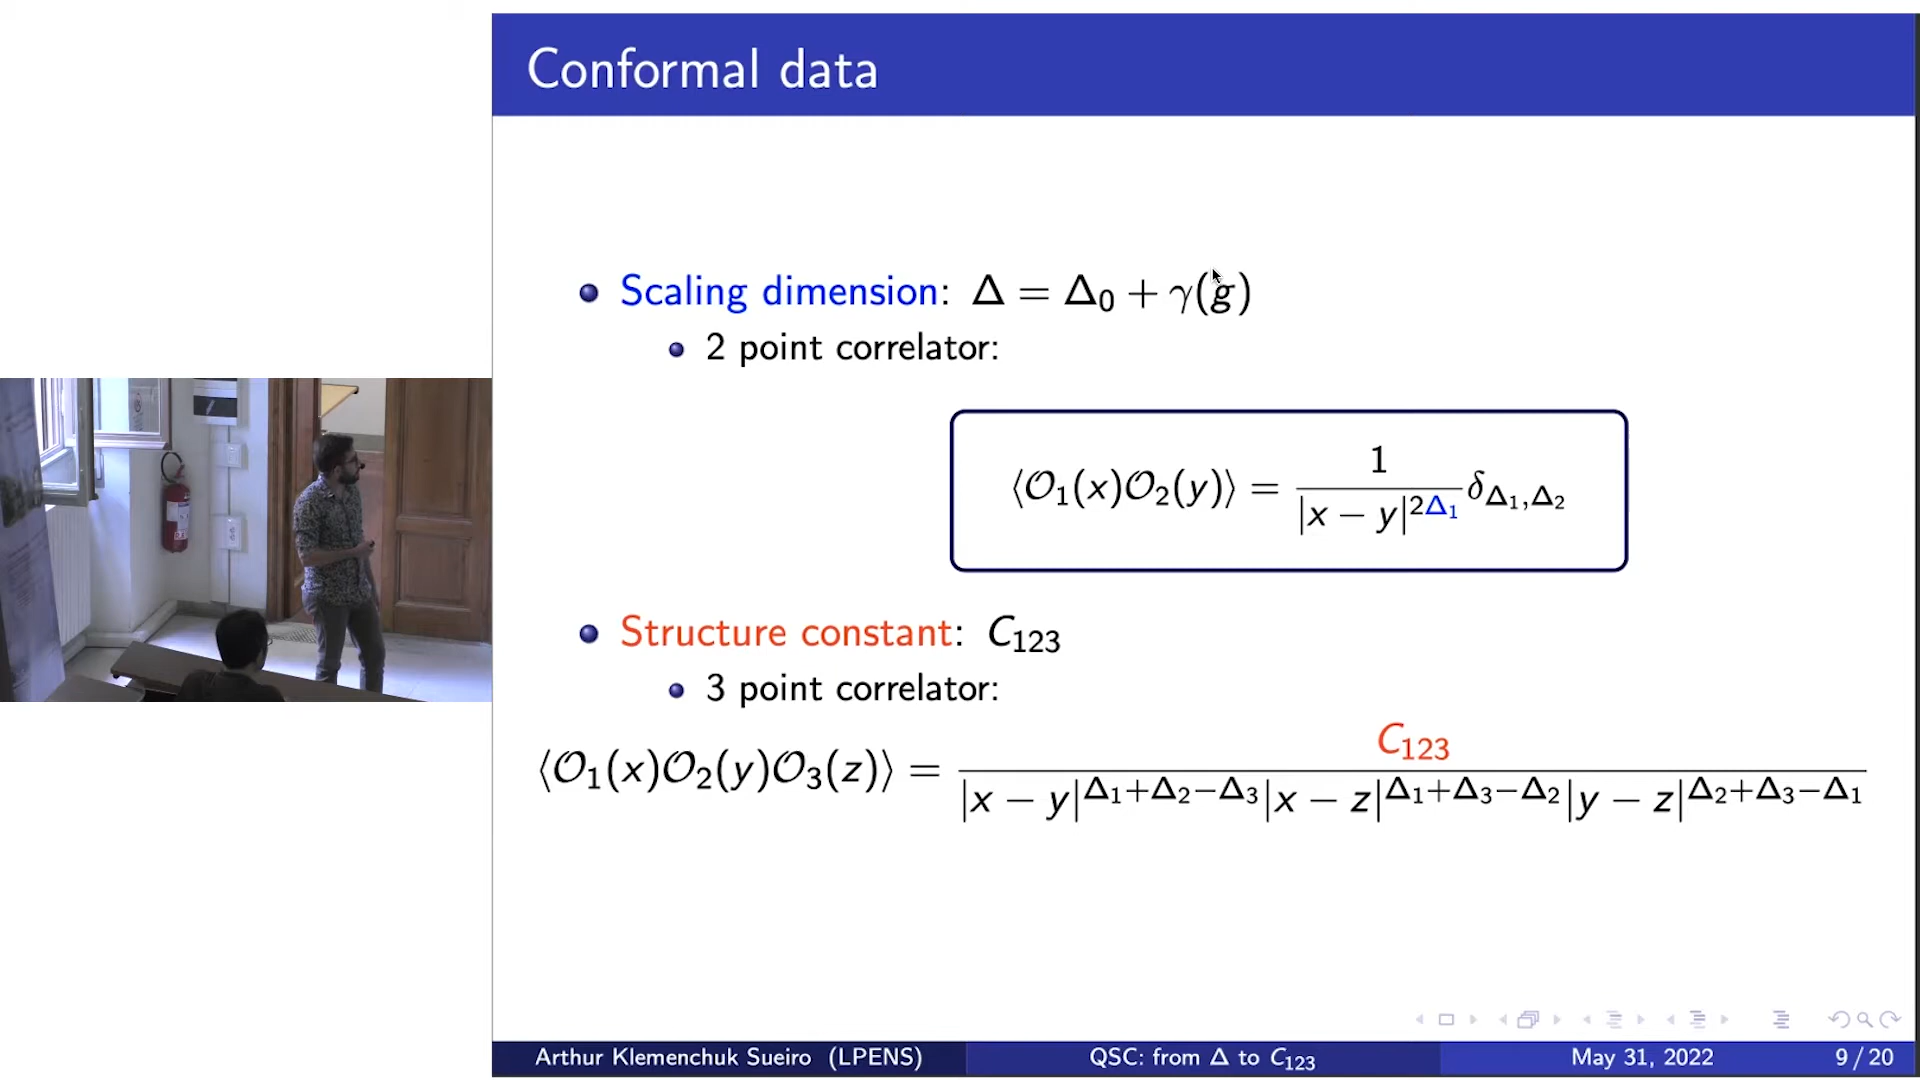 Conformal data
Scaling dimension: Δ = Δ₀ + γ(g)
2 point correlator:
⟨𝒪₁(x)𝒪₂(y)⟩ = 1 / |x − y|^{2Δ₁} δ_{Δ₁,Δ₂}
Structure constant: C₁₂₃
3 point correlator:
⟨𝒪₁(x)𝒪₂(y)𝒪₃(z)⟩ = C₁₂₃ / |x − y|^{Δ₁+Δ₂−Δ₃}|x − z|^{Δ₁+Δ₃−Δ₂}|y − z|^{Δ₂+Δ₃−Δ₁}
Arthur Klemenchuk Sueiro (LPENS) QSC: from Δ to C₁₂₃ May 31, 2022 9 / 20